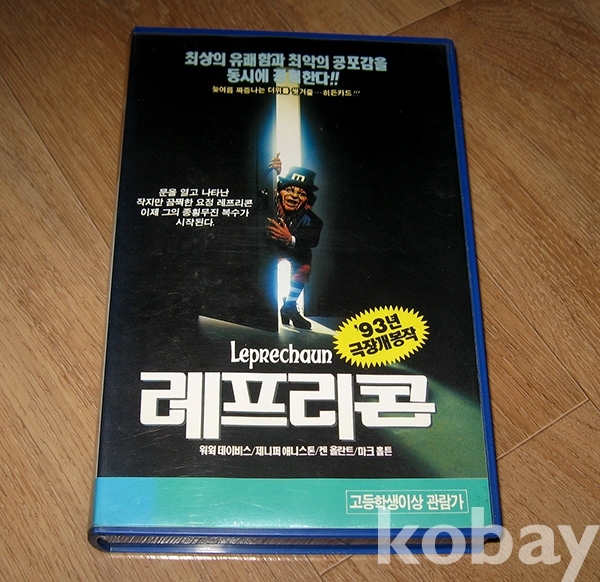 최상의 유쾌함과 최악의 공포감을
동시에 경험한다!!
늦여름 짜증나는 더위를 씻겨줄… 히든카드!!!
문을 열고 나타난
작지만 끔찍한 요정 레프리콘
이제 그의 종횡무진 복수가
시작된다.
'93년
극장개봉작
Leprechaun
레프리콘
워윅 데이비스/제니퍼 애니스톤/켄 올란트/마크 홀튼
고등학생이상 관람가
kobay